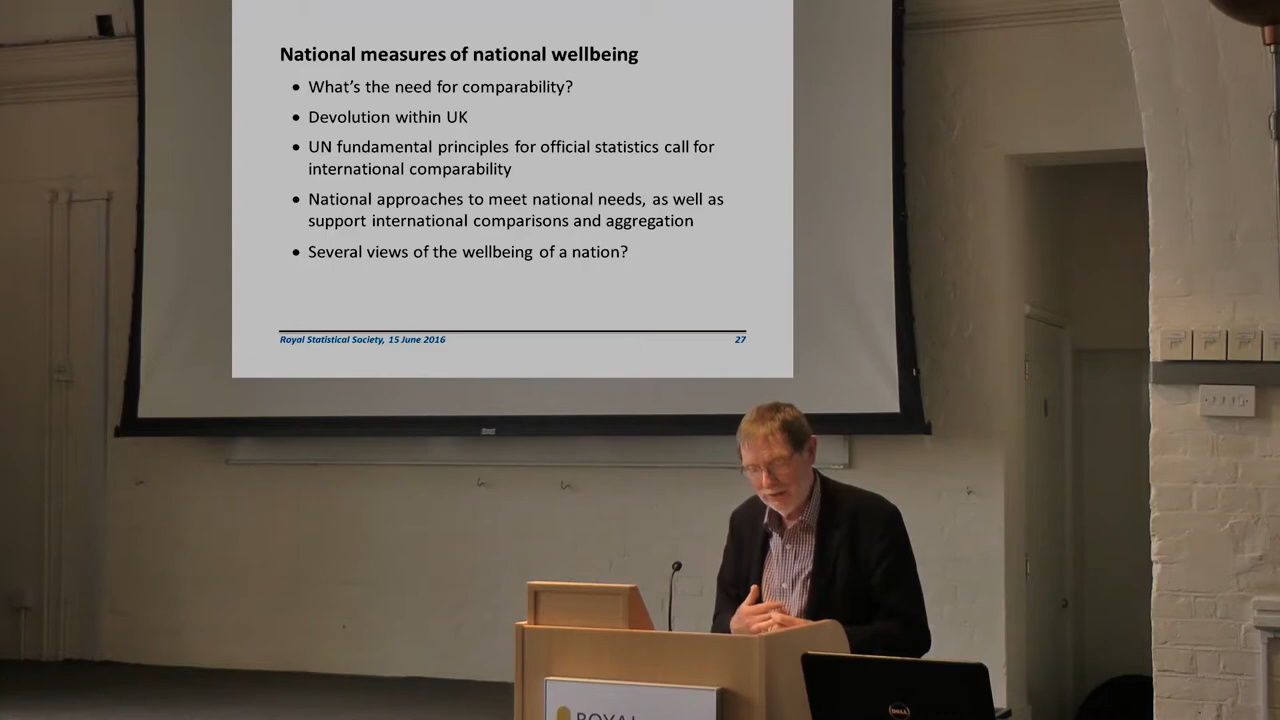 National measures of national wellbeing
• What's the need for comparability?
• Devolution within UK
• UN fundamental principles for official statistics call for
international comparability
• National approaches to meet national needs, as well as
support international comparisons and aggregation
• Several views of the wellbeing of a nation?
Royal Statistical Society, 15 June 2016 27
ROYAL
DELL